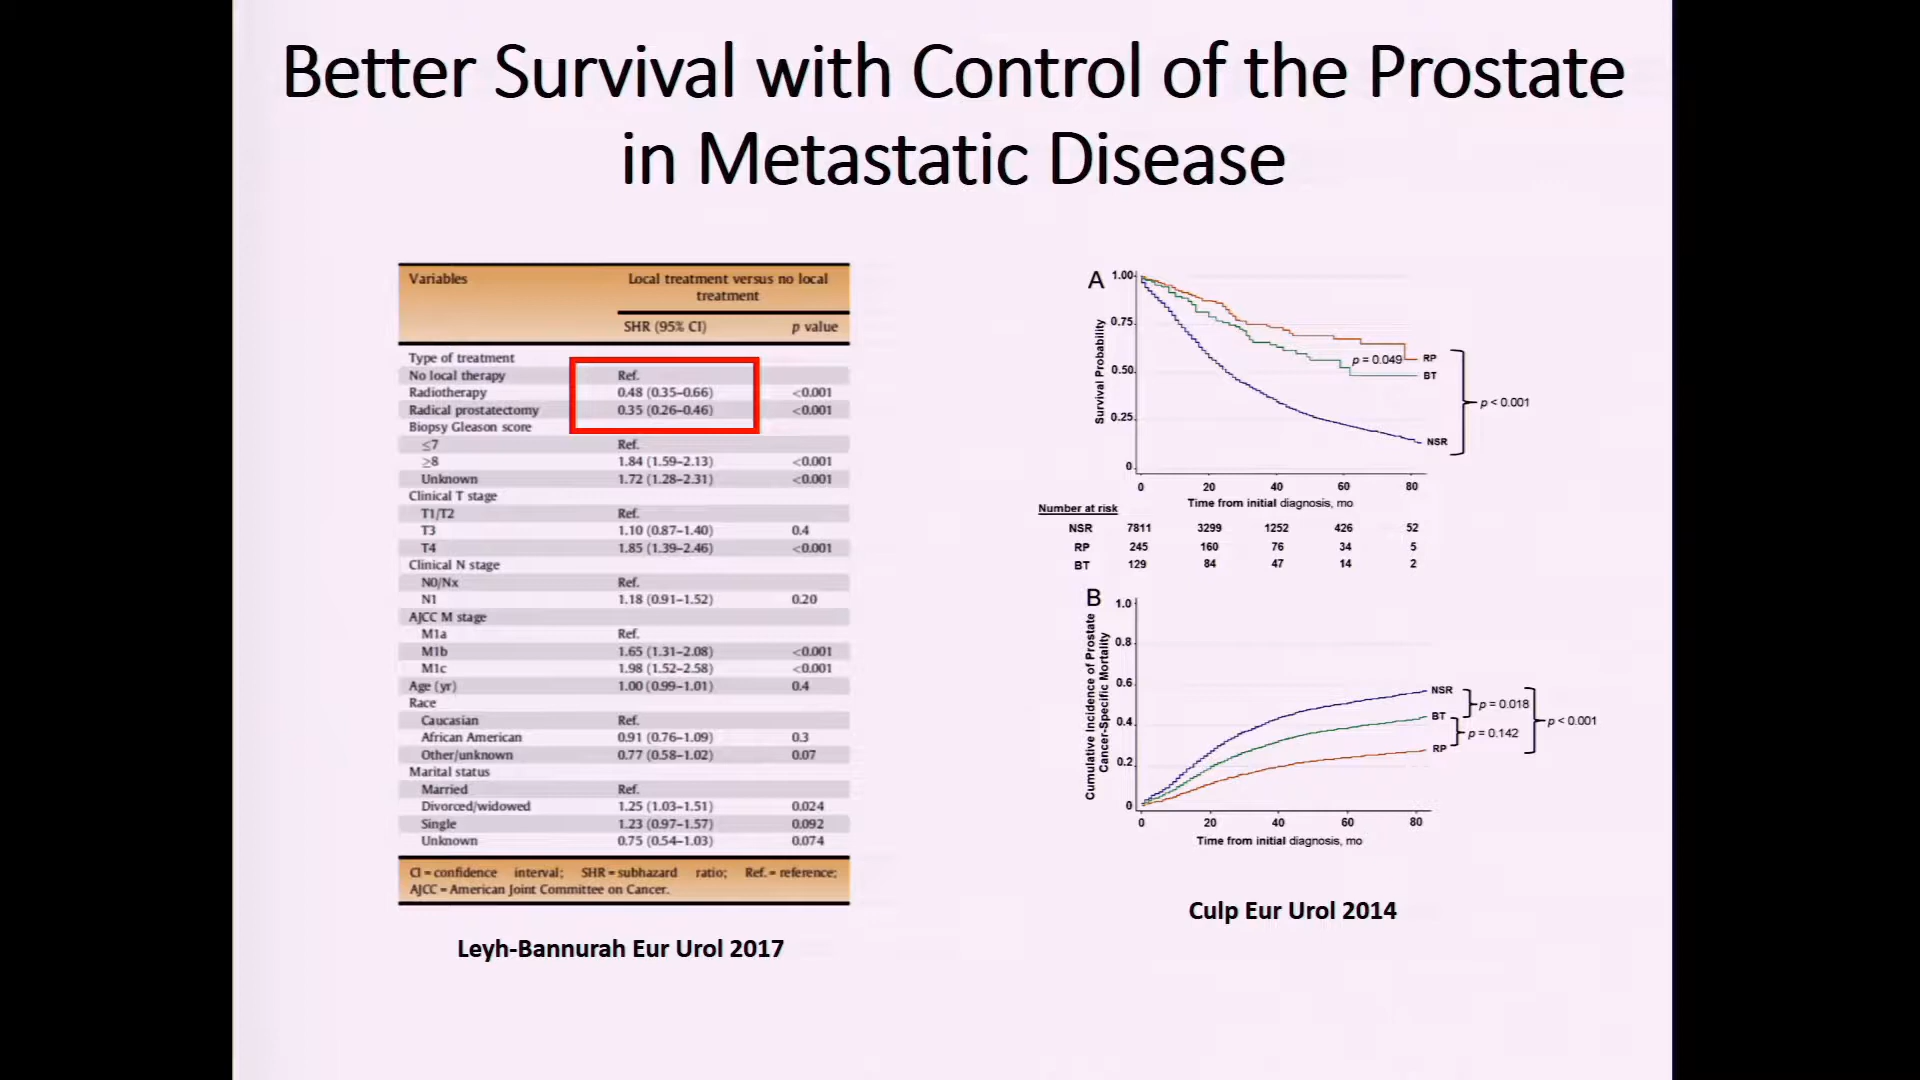 Better Survival with Control of the Prostate
in Metastatic Disease
Variables Local treatment versus no local
treatment
SHR (95% CI) p value
Type of treatment
No local therapy Ref.
Radiotherapy 0.48 (0.35–0.66) <0.001
Radical prostatectomy 0.35 (0.26–0.46) <0.001
Biopsy Gleason score
≤7 Ref.
≥8 1.84 (1.59–2.13) <0.001
Unknown 1.72 (1.28–2.31) <0.001
Clinical T stage
T1/T2 Ref.
T3 1.10 (0.87–1.40) 0.4
T4 1.85 (1.39–2.46) <0.001
Clinical N stage
N0/Nx Ref.
N1 1.18 (0.91–1.52) 0.20
AJCC M stage
M1a Ref.
M1b 1.65 (1.31–2.08) <0.001
M1c 1.98 (1.52–2.58) <0.001
Age (yr) 1.00 (0.99–1.01) 0.4
Race
Caucasian Ref.
African American 0.91 (0.76–1.09) 0.3
Other/unknown 0.77 (0.58–1.02) 0.07
Marital status
Married Ref.
Divorced/widowed 1.25 (1.03–1.51) 0.024
Single 1.23 (0.97–1.57) 0.092
Unknown 0.75 (0.54–1.03) 0.074
CI = confidence interval; SHR = subhazard ratio; Ref. = reference;
AJCC = American Joint Committee on Cancer.
Leyh-Bannurah Eur Urol 2017
A
Survival Probability
1.00
0.75
0.50
0.25
0
p = 0.049
RP
BT
NSR
p < 0.001
0 20 40 60 80
Time from initial diagnosis, mo
Number at risk
NSR 7811 3299 1252 426 52
RP 245 160 76 34 5
BT 129 84 47 14 2
B
Cumulative Incidence of Prostate
Cancer-Specific Mortality
1.0
0.8
0.6
0.4
0.2
0
NSR
BT
RP
p = 0.018
p = 0.142
p < 0.001
0 20 40 60 80
Time from initial diagnosis, mo
Culp Eur Urol 2014